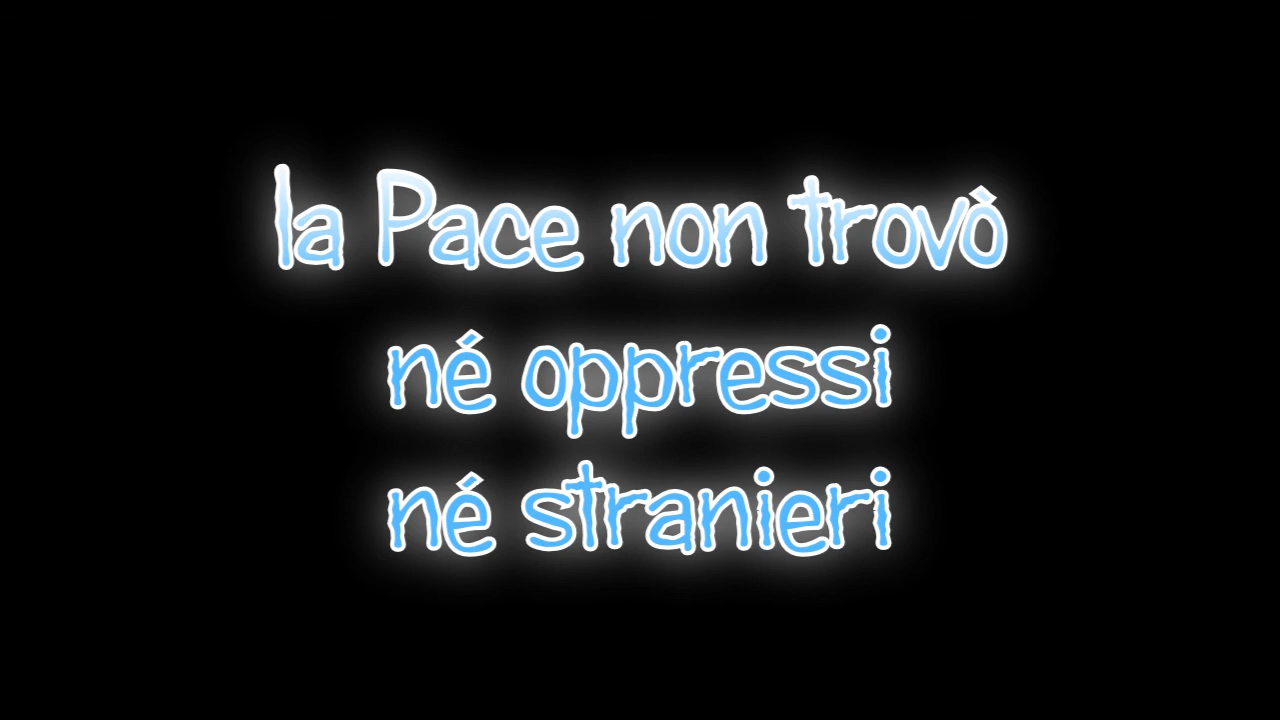 la Pace non trovò
né oppressi
né stranieri